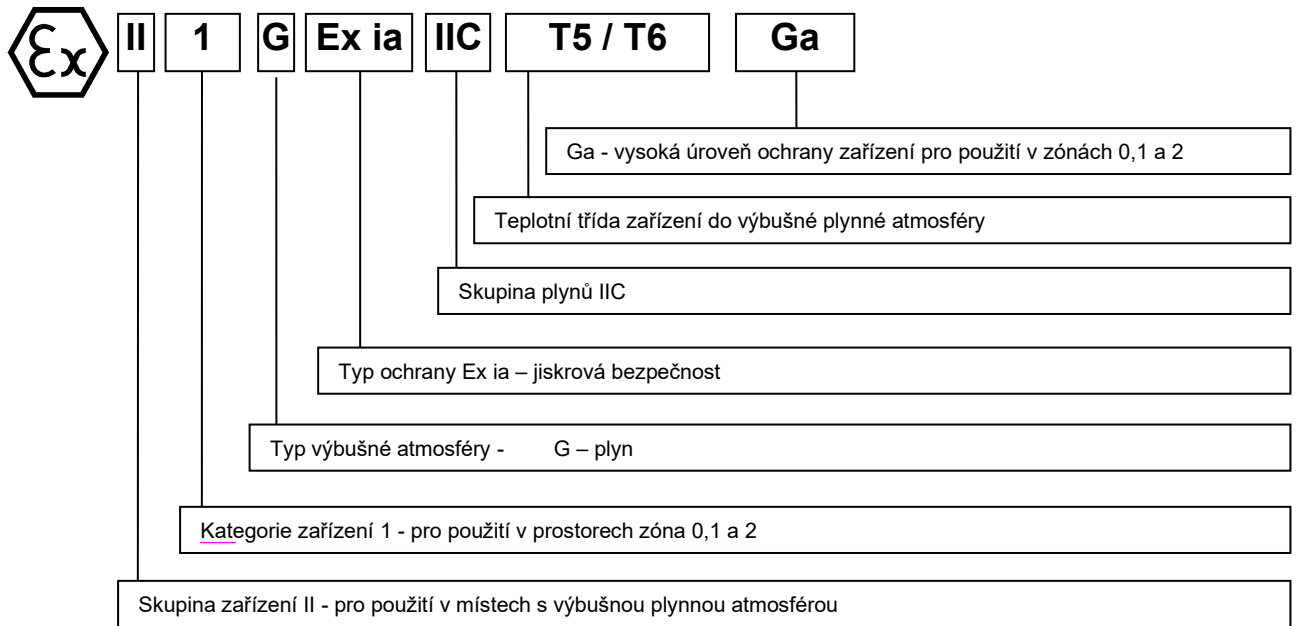 Ex II 1 G Ex ia IIC T5 / T6 Ga
Ga - vysoká úroveň ochrany zařízení pro použití v zónách 0,1 a 2
Teplotní třída zařízení do výbušné plynné atmosféry
Skupina plynů IIC
Typ ochrany Ex ia – jiskrová bezpečnost
Typ výbušné atmosféry - G – plyn
Kategorie zařízení 1 - pro použití v prostorech zóna 0,1 a 2
Skupina zařízení II - pro použití v místech s výbušnou plynnou atmosférou